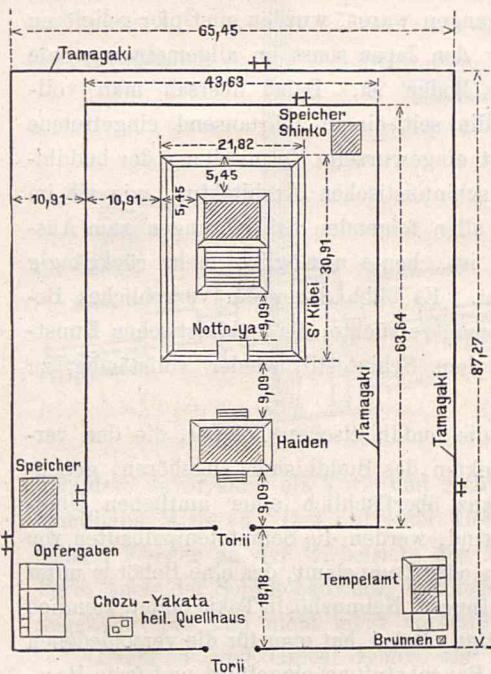 65,45
Tamagaki
43,63
Speicher
Shinko
21,82
5,45
10,91
10,91
5,45
9,09
S' Kibei 30,91
63,64
87,27
Notto-ya
9,09
Tamagaki
Tamagaki
Haiden
Speicher
9,09
Torii
Opfergaben
18,18
Tempelamt
Chozu-Yakata
heil. Quellhaus
Brunnen
Torii